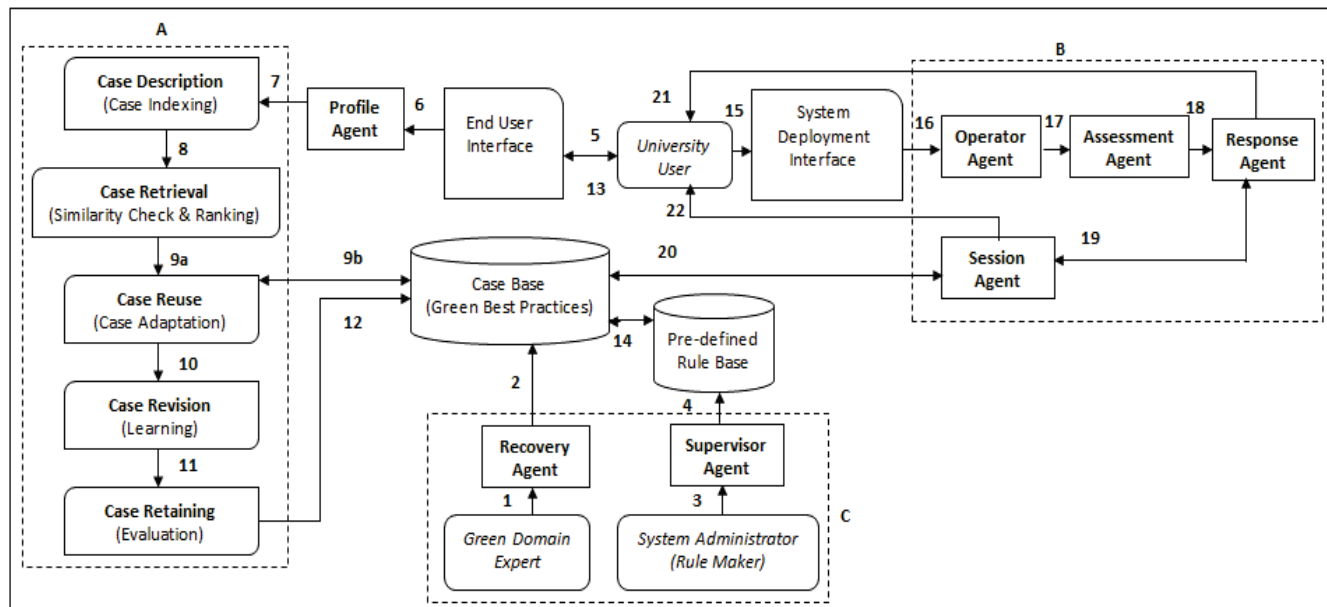 A
B
Case Description
(Case Indexing)
7
Profile
Agent
6
End User
Interface
5
13
21
University
User
15
System
Deployment
Interface
16
Operator
Agent
17
Assessment
Agent
18
Response
Agent
8
Case Retrieval
(Similarity Check & Ranking)
22
9a
9b
Case Base
(Green Best Practices)
20
Session
Agent
19
Case Reuse
(Case Adaptation)
12
14
Pre-defined
Rule Base
10
2
4
Case Revision
(Learning)
Recovery
Agent
Supervisor
Agent
11
1
3
C
Case Retaining
(Evaluation)
Green Domain
Expert
System Administrator
(Rule Maker)